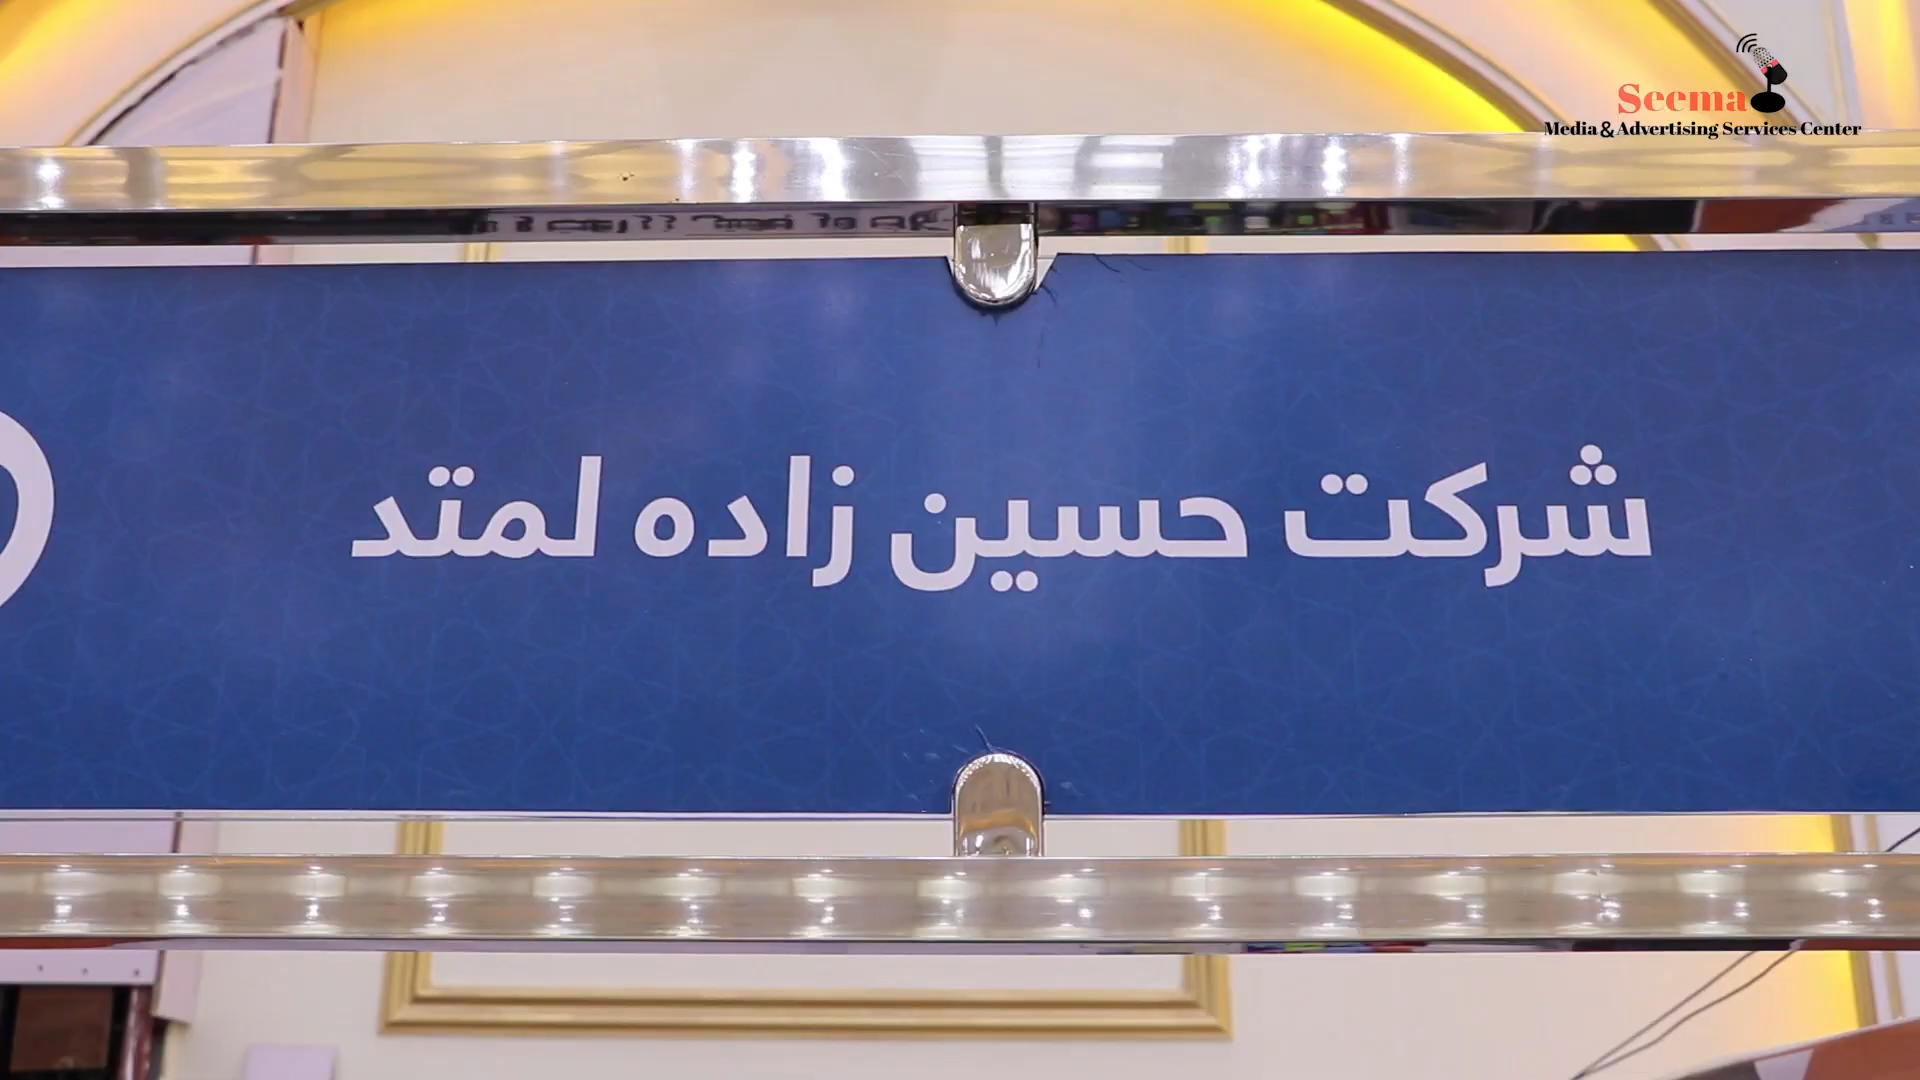 Seema
Media & Advertising Services Center
شرکت حسین زاده لمتد